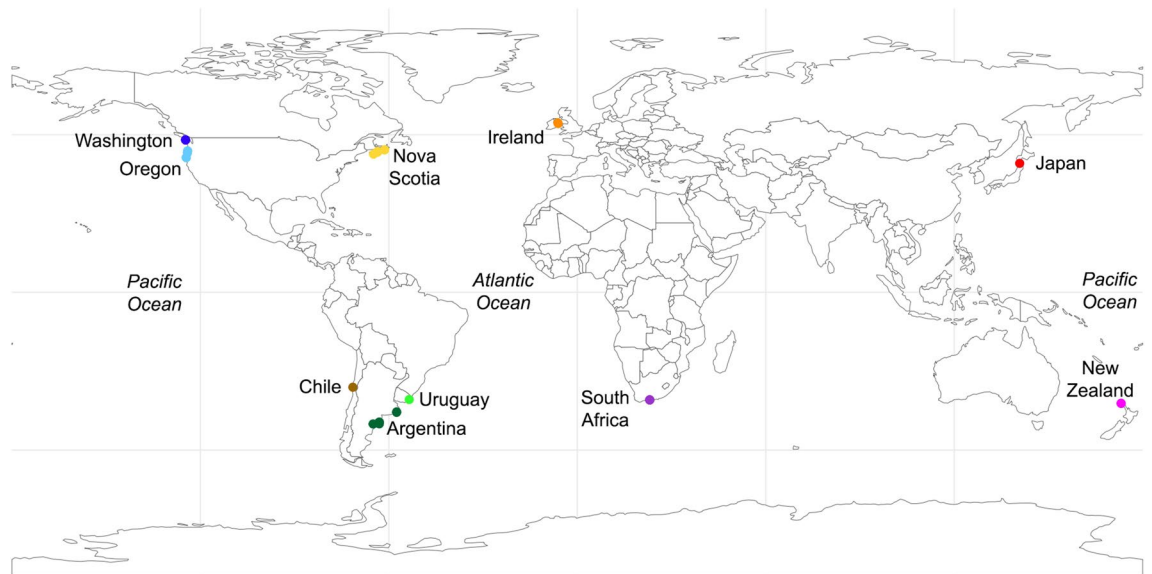 Washington
Oregon
Nova
Scotia
Ireland
Japan
Pacific
Ocean
Atlantic
Ocean
Pacific
Ocean
Chile
Uruguay
Argentina
South
Africa
New
Zealand